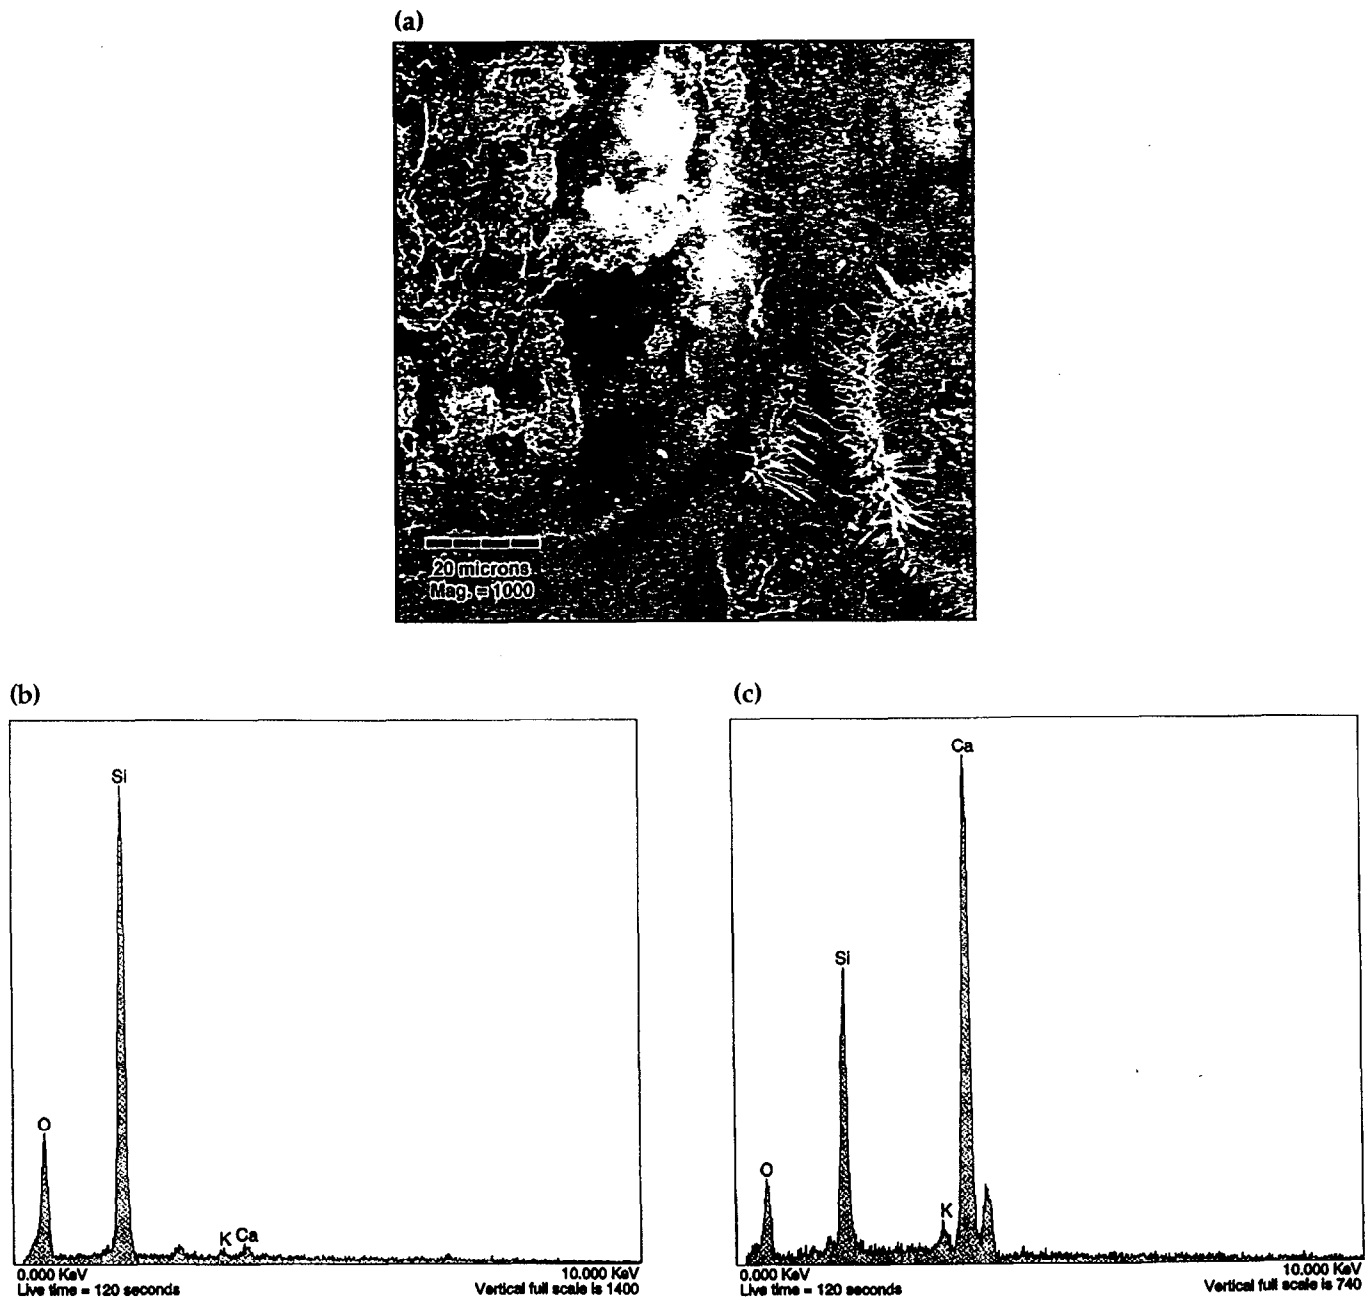 (a)
20 microns
Mag. = 1000
(b)
Si
O
K Ca
0.000 KeV 10.000 KeV
Live time = 120 seconds Vertical full scale is 1400
(c)
Ca
Si
O
K
0.000 KeV 10.000 KeV
Live time = 120 seconds Vertical full scale is 740